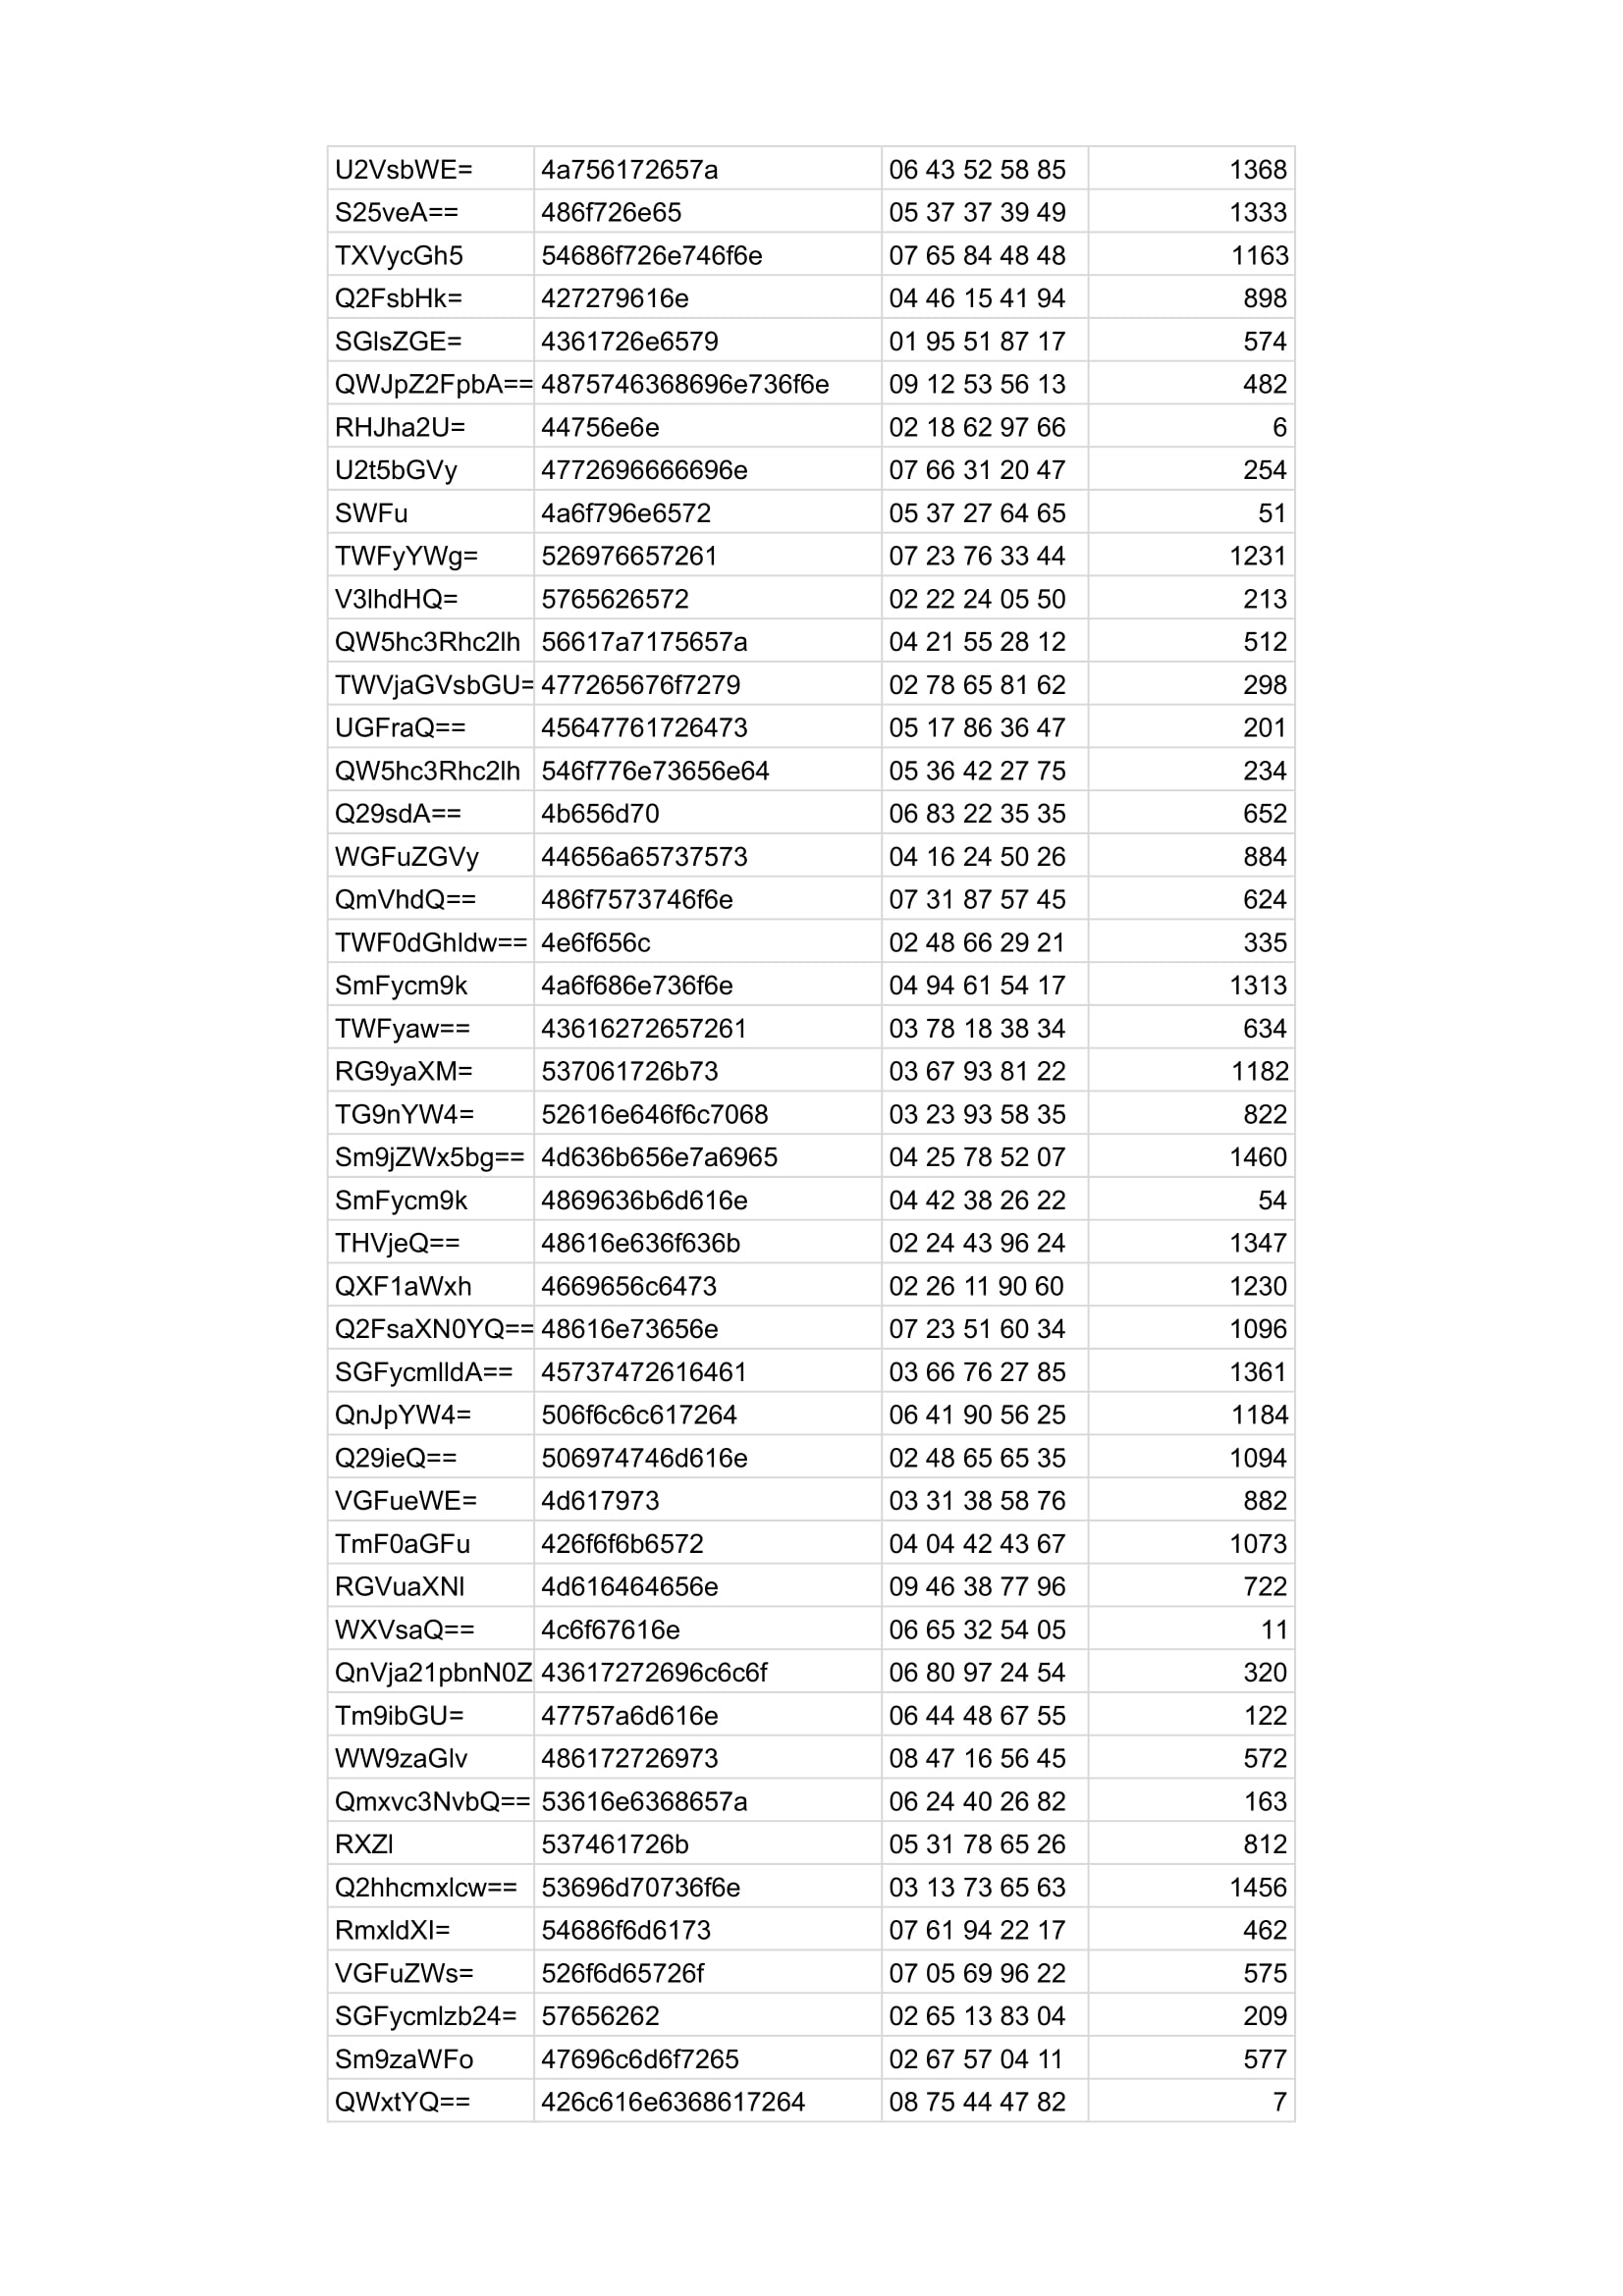 U2VsbWE= 4a756172657a 06 43 52 58 85 1368
S25veA== 486f726e65 05 37 37 39 49 1333
TXVycGh5 54686f726e746f6e 07 65 84 48 48 1163
Q2FsbHk= 427279616e 04 46 15 41 94 898
SGlsZGE= 4361726e6579 01 95 51 87 17 574
QWJpZ2FpbA== 4875746368696e736f6e 09 12 53 56 13 482
RHJha2U= 44756e6e 02 18 62 97 66 6
U2t5bGVy 4772696666696e 07 66 31 20 47 254
SWFu 4a6f796e6572 05 37 27 64 65 51
TWFyYWg= 526976657261 07 23 76 33 44 1231
V3lhdHQ= 5765626572 02 22 24 05 50 213
QW5hc3Rhc2lh 56617a7175657a 04 21 55 28 12 512
TWVjaGVsbGU= 477265676f7279 02 78 65 81 62 298
UGFraQ== 45647761726473 05 17 86 36 47 201
QW5hc3Rhc2lh 546f776e73656e64 05 36 42 27 75 234
Q29sdA== 4b656d70 06 83 22 35 35 652
WGFuZGVy 44656a65737573 04 16 24 50 26 884
QmVhdQ== 486f7573746f6e 07 31 87 57 45 624
TWF0dGhldw== 4e6f656c 02 48 66 29 21 335
SmFycm9k 4a6f686e736f6e 04 94 61 54 17 1313
TWFyaw== 43616272657261 03 78 18 38 34 634
RG9yaXM= 537061726b73 03 67 93 81 22 1182
TG9nYW4= 52616e646f6c7068 03 23 93 58 35 822
Sm9jZWx5bg== 4d636b656e7a6965 04 25 78 52 07 1460
SmFycm9k 4869636b6d616e 04 42 38 26 22 54
THVjeQ== 48616e636f636b 02 24 43 96 24 1347
QXF1aWxh 4669656c6473 02 26 11 90 60 1230
Q2FsaXN0YQ== 48616e73656e 07 23 51 60 34 1096
SGFycmlldA== 45737472616461 03 66 76 27 85 1361
QnJpYW4= 506f6c6c617264 06 41 90 56 25 1184
Q29ieQ== 506974746d616e 02 48 65 65 35 1094
VGFueWE= 4d617973 03 31 38 58 76 882
TmF0aGFu 426f6f6b6572 04 04 42 43 67 1073
RGVuaXNl 4d616464656e 09 46 38 77 96 722
WXVsaQ== 4c6f67616e 06 65 32 54 05 11
QnVja21pbnN0Z 43617272696c6c6f 06 80 97 24 54 320
Tm9ibGU= 47757a6d616e 06 44 48 67 55 122
WW9zaGlv 486172726973 08 47 16 56 45 572
Qmxvc3NvbQ== 53616e6368657a 06 24 40 26 82 163
RXZl 537461726b 05 31 78 65 26 812
Q2hhcmxlcw== 53696d70736f6e 03 13 73 65 63 1456
RmxldXI= 54686f6d6173 07 61 94 22 17 462
VGFuZWs= 526f6d65726f 07 05 69 96 22 575
SGFycmlzb24= 57656262 02 65 13 83 04 209
Sm9zaWFo 47696c6d6f7265 02 67 57 04 11 577
QWxtYQ== 426c616e6368617264 08 75 44 47 82 7